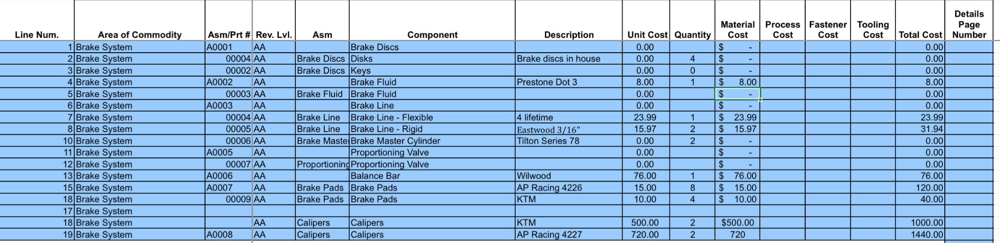 Line Num. Area of Commodity Asm/Prt # Rev. Lvl. Asm Component Description Unit Cost Quantity Material Cost Process Cost Fastener Cost Tooling Cost Total Cost Details Page Number
1 Brake System A0001 AA Brake Discs 0.00 $ - 0.00
2 Brake System 00004 AA Brake Discs Disks Brake discs in house 0.00 4 $ - 0.00
3 Brake System 00002 AA Brake Discs Keys 0.00 0 $ - 0.00
4 Brake System A0002 AA Brake Fluid Prestone Dot 3 8.00 1 $ 8.00 8.00
5 Brake System 00003 AA Brake Fluid Brake Fluid 0.00 $ - 0.00
6 Brake System A0003 AA Brake Line 0.00 $ - 0.00
7 Brake System 00004 AA Brake Line Brake Line - Flexible 4 lifetime 23.99 1 $ 23.99 23.99
8 Brake System 00005 AA Brake Line Brake Line - Rigid Eastwood 3/16" 15.97 2 $ 15.97 31.94
10 Brake System 00006 AA Brake Maste Brake Master Cylinder Tilton Series 78 0.00 2 $ - 0.00
11 Brake System A0005 AA Proportioning Valve 0.00 $ - 0.00
12 Brake System 00007 AA Proportioning Proportioning Valve 0.00 $ - 0.00
13 Brake System A0006 AA Balance Bar Wilwood 76.00 1 $ 76.00 76.00
15 Brake System A0007 AA Brake Pads Brake Pads AP Racing 4226 15.00 8 $ 15.00 120.00
18 Brake System 00009 AA Brake Pads Brake Pads KTM 10.00 4 $ 10.00 40.00
17 Brake System
18 Brake System AA Calipers Calipers KTM 500.00 2 $500.00 1000.00
19 Brake System A0008 AA Calipers Calipers AP Racing 4227 720.00 2 720 1440.00